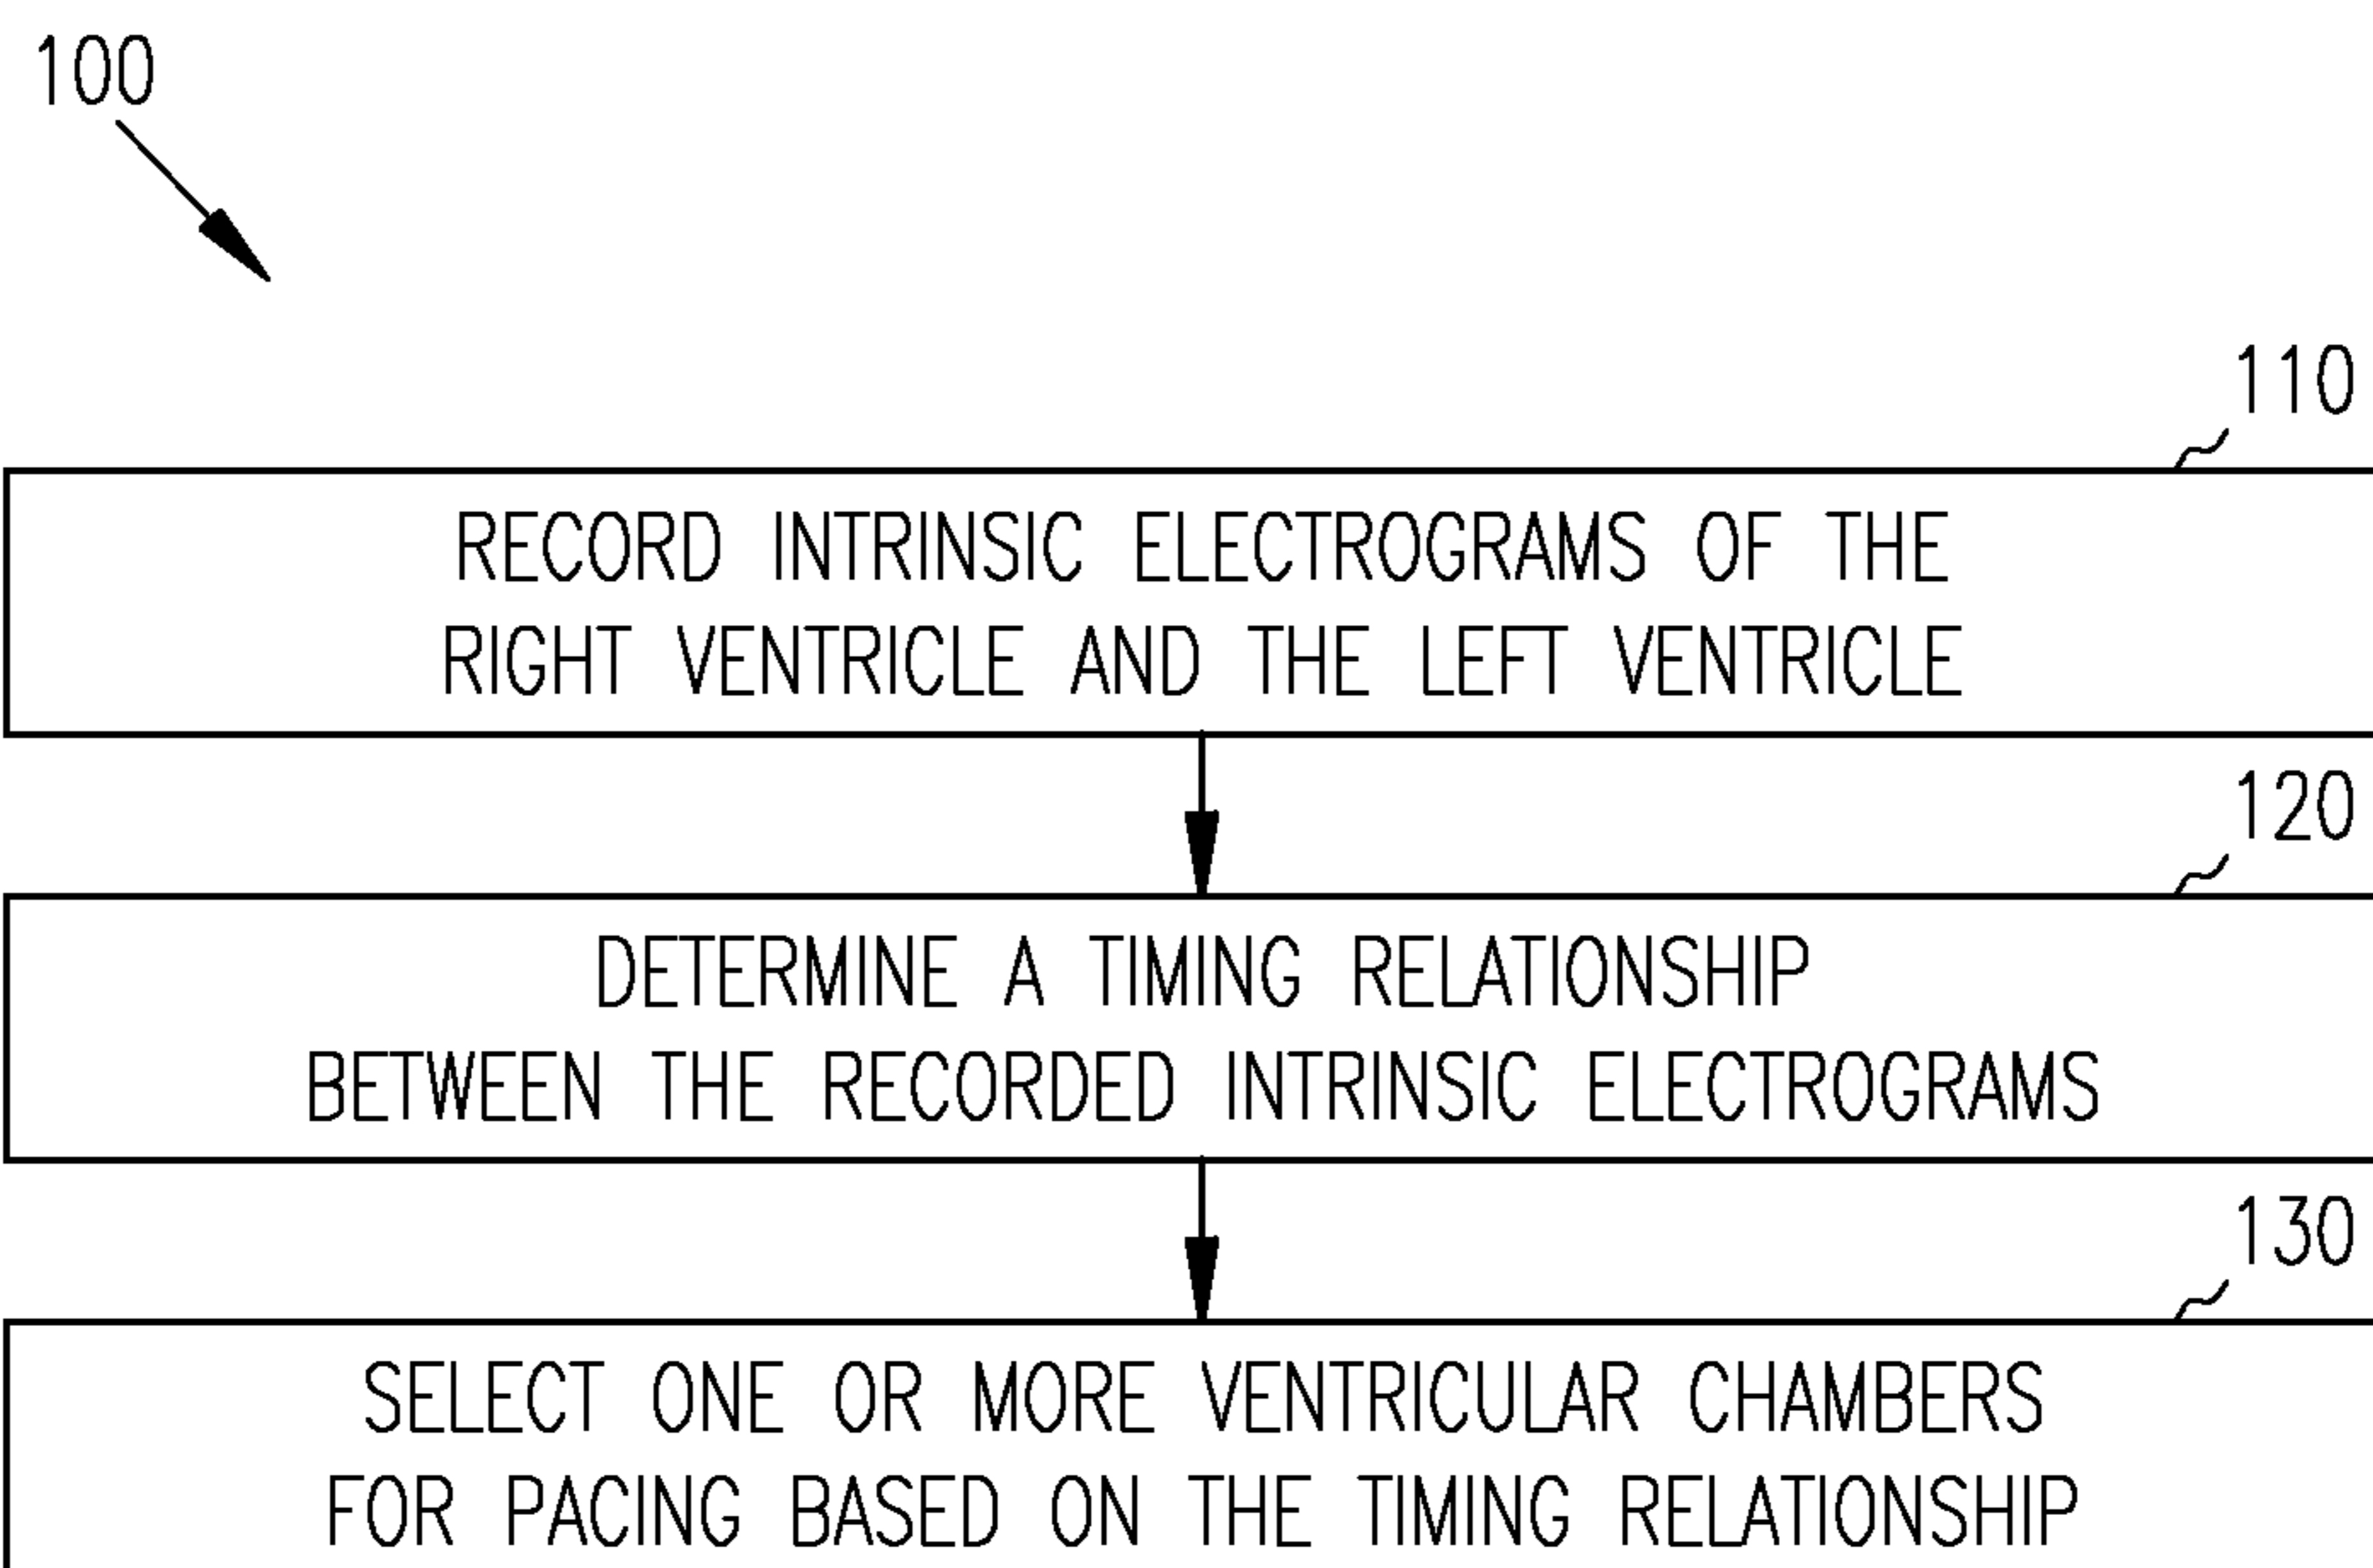 100
110
RECORD INTRINSIC ELECTROGRAMS OF THE
RIGHT VENTRICLE AND THE LEFT VENTRICLE
120
DETERMINE A TIMING RELATIONSHIP
BETWEEN THE RECORDED INTRINSIC ELECTROGRAMS
130
SELECT ONE OR MORE VENTRICULAR CHAMBERS
FOR PACING BASED ON THE TIMING RELATIONSHIP